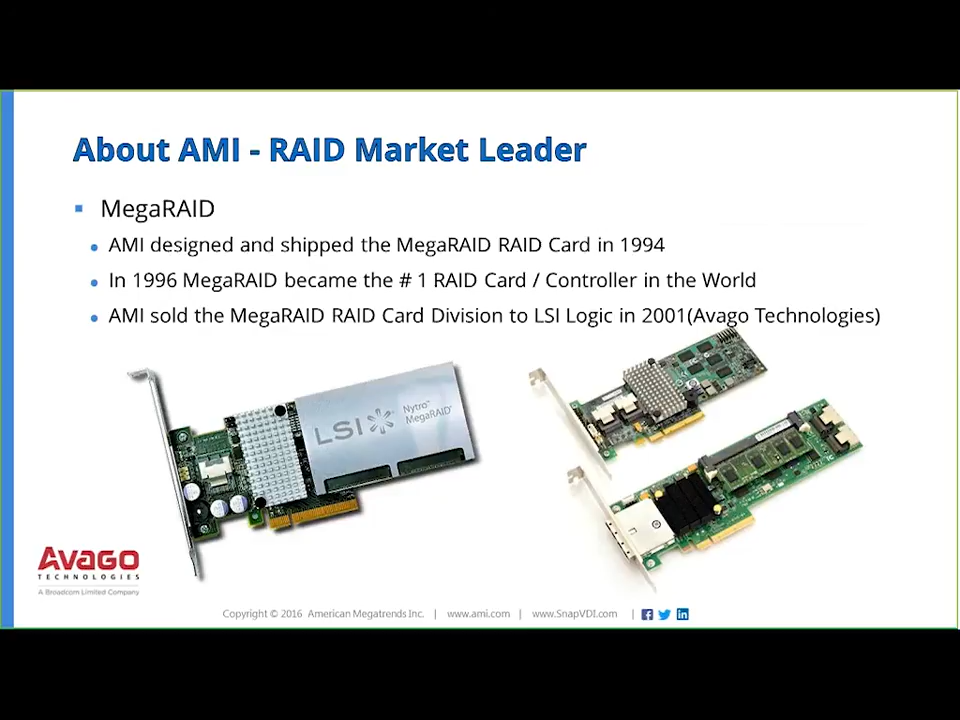 About AMI - RAID Market Leader
MegaRAID
AMI designed and shipped the MegaRAID RAID Card in 1994
In 1996 MegaRAID became the # 1 RAID Card / Controller in the World
AMI sold the MegaRAID RAID Card Division to LSI Logic in 2001(Avago Technologies)
LSI
Nytro™
MegaRAID™
AVAGO
TECHNOLOGIES
A Broadcom Limited Company
Copyright © 2016 American Megatrends Inc. | www.ami.com | www.SnapVDI.com |